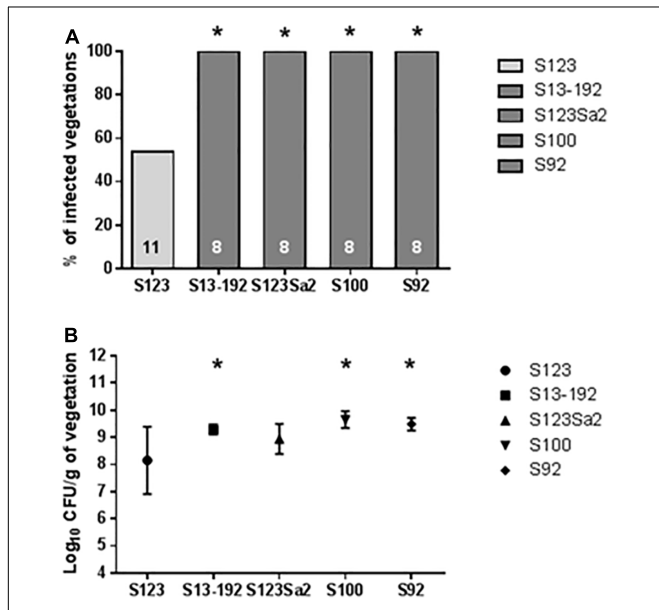 A
* * * *
100
80
60
40
20
0
% of infected vegetations
11 8 8 8 8
S123 S13-192 S123Sa2 S100 S92
S123
S13-192
S123Sa2
S100
S92
B
* * *
12
11
10
9
8
7
6
5
4
Log₁₀ CFU/g of vegetation
S123 S13-192 S123Sa2 S100 S92
S123
S13-192
S123Sa2
S100
S92